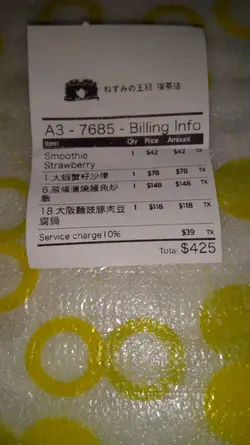 ねずみの王冠 喫茶店
A3 - 7685 - Billing Info
Item Qty Price Amount
Smoothie 1 $42 $42 TX
Strawberry
1.大蝦蟹籽沙律 1 $78 $78 TX
6.原條灑燒鰻魚炒 1 $148 $148 TX
飯
18.大阪麵豉豚肉豆 1 $118 $118 TX
腐鍋
Service charge10% $39 TX
Total: $425